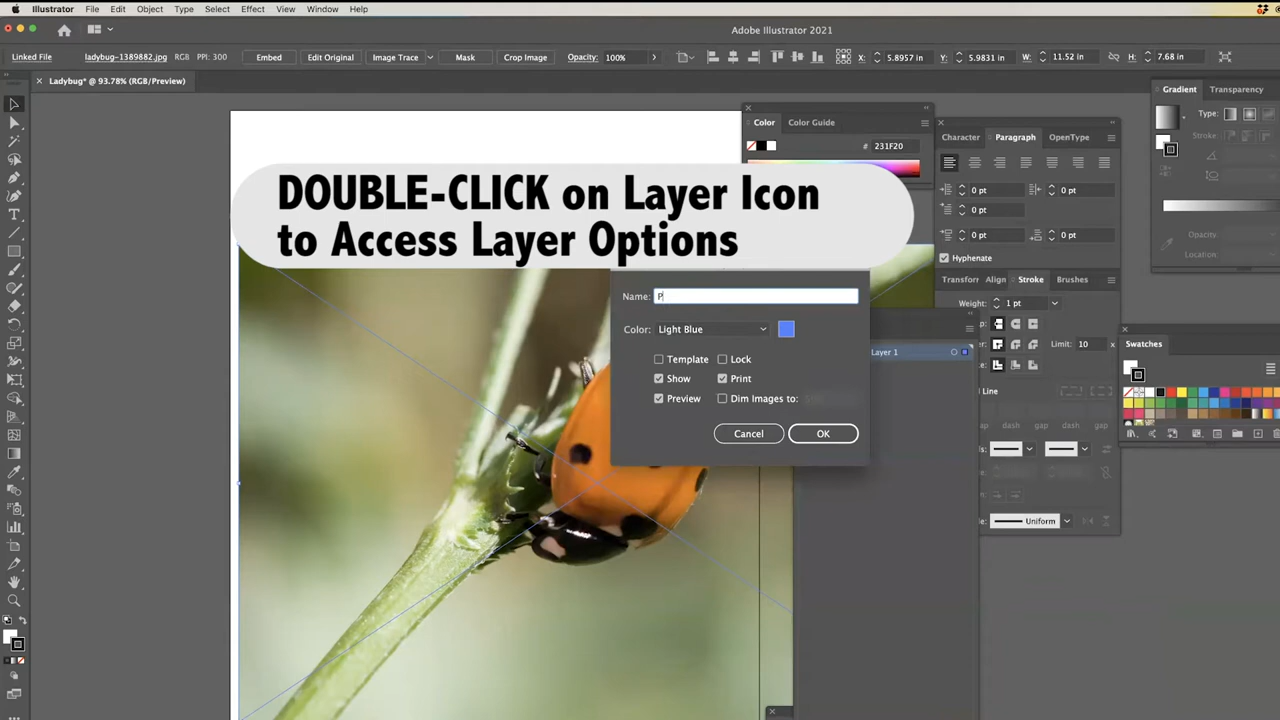 Illustrator File Edit Object Type Select Effect View Window Help
Adobe Illustrator 2021
Linked File ladybug-1389882.jpg RGB PPI: 300 Embed Edit Original Image Trace Mask Crop Image Opacity: 100% X: 5.8957 in Y: 5.9831 in W: 11.52 in H: 7.68 in
Ladybug* @ 93.78% (RGB/Preview)
Gradient Transparency
Type:
Stroke:
Opacity:
Location:
Color Color Guide
# 231F20
Character Paragraph OpenType
0 pt 0 pt
0 pt
0 pt 0 pt
Hyphenate
DOUBLE-CLICK on Layer Icon
to Access Layer Options
Transform Align Stroke Brushes
Weight: 1 pt
Limit: 10 x
Line
dash gap dash gap
Uniform
Name: P
Color: Light Blue
Template Lock
Show Print
Preview Dim Images to:
Cancel OK
Layer 1
Swatches